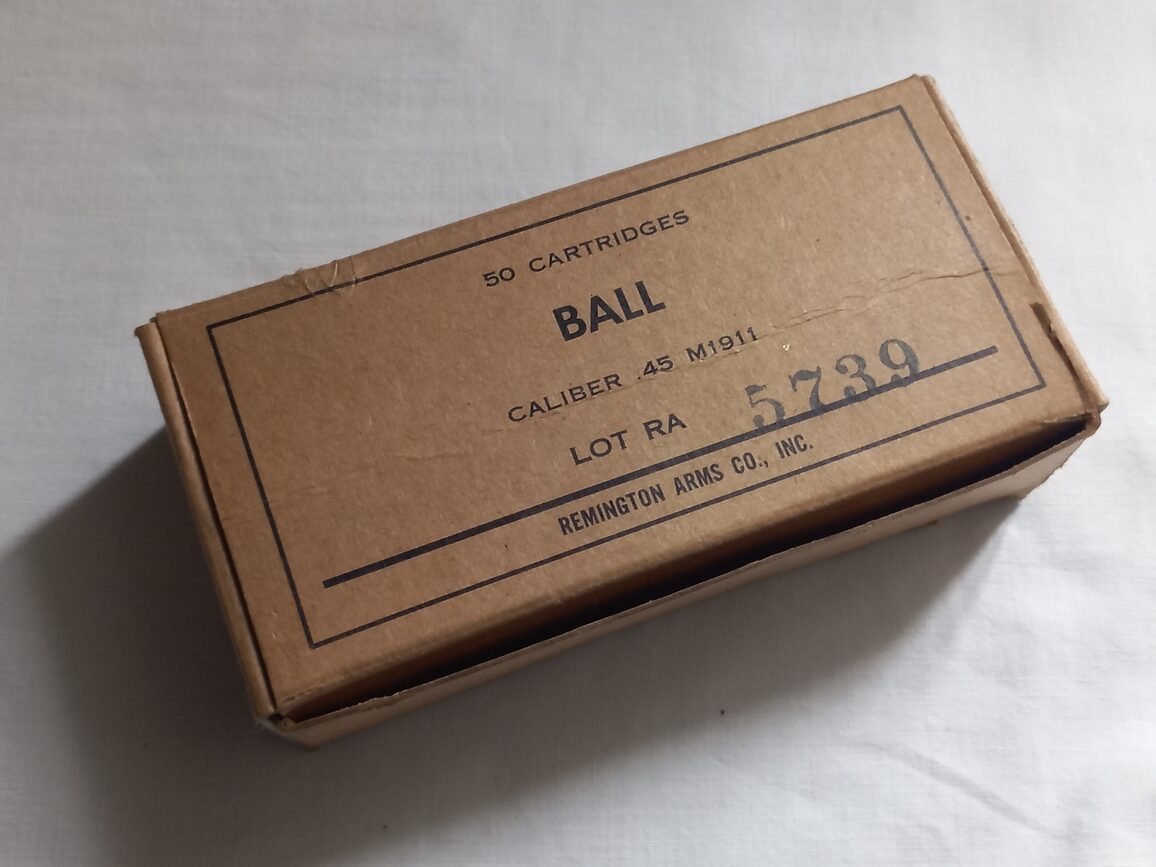 50 CARTRIDGES
BALL
CALIBER .45 M1911
LOT RA 5739
REMINGTON ARMS CO., INC.